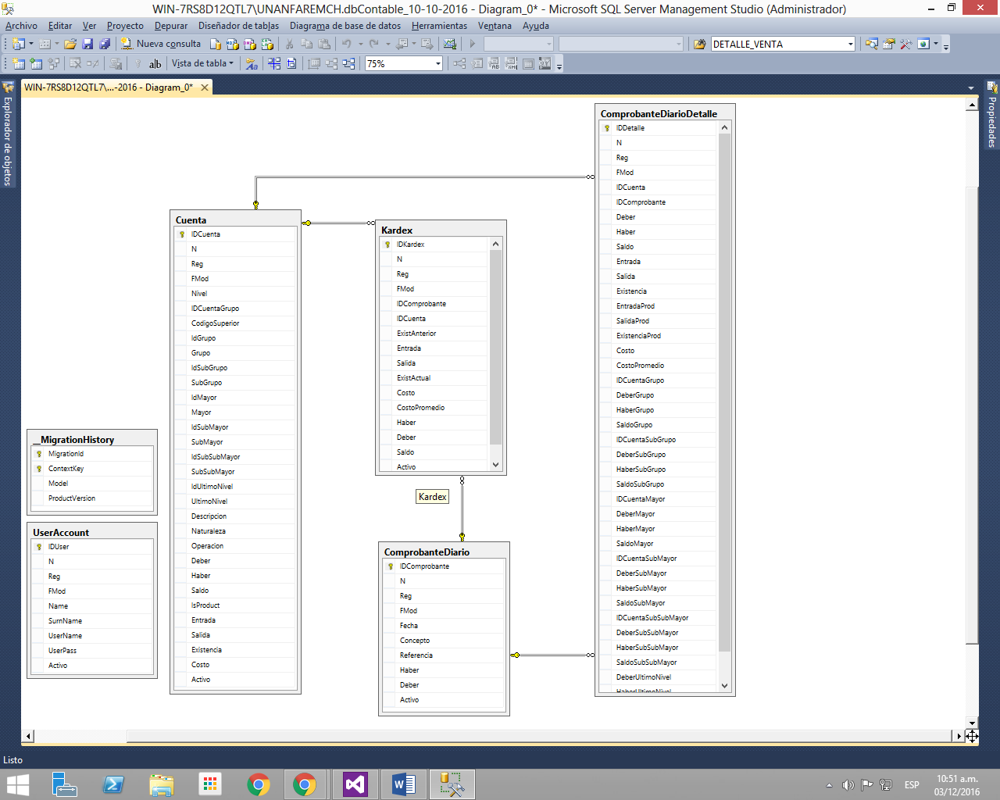 WIN-7RS8D12QTL7\UNANFAREMCH.dbContable_10-10-2016 - Diagram_0* - Microsoft SQL Server Management Studio (Administrador)
Archivo Editar Ver Proyecto Depurar Diseñador de tablas Diagrama de base de datos Herramientas Ventana Ayuda
Nueva consulta DETALLE_VENTA
Vista de tabla 75%
WIN-7RS8D12QTL7\...-2016 - Diagram_0*
Explorador de objetos
Propiedades
Cuenta
IDCuenta
N
Reg
FMod
Nivel
IDCuentaGrupo
CodigoSuperior
IdGrupo
Grupo
IdSubGrupo
SubGrupo
IdMayor
Mayor
IdSubMayor
SubMayor
IdSubSubMayor
SubSubMayor
IdUltimoNivel
UltimoNivel
Descripcion
Naturaleza
Operacion
Deber
Haber
Saldo
IsProduct
Entrada
Salida
Existencia
Costo
Activo
Kardex
IDKardex
N
Reg
FMod
IDComprobante
IDCuenta
ExistAnterior
Entrada
Salida
ExistActual
Costo
CostoPromedio
Haber
Deber
Saldo
Activo
Kardex
ComprobanteDiario
IDComprobante
N
Reg
FMod
Fecha
Concepto
Referencia
Haber
Deber
Activo
ComprobanteDiarioDetalle
IDDetalle
N
Reg
FMod
IDCuenta
IDComprobante
Deber
Haber
Saldo
Entrada
Salida
Existencia
EntradaProd
SalidaProd
ExistenciaProd
Costo
CostoPromedio
IDCuentaGrupo
DeberGrupo
HaberGrupo
SaldoGrupo
IDCuentaSubGrupo
DeberSubGrupo
HaberSubGrupo
SaldoSubGrupo
IDCuentaMayor
DeberMayor
HaberMayor
SaldoMayor
IDCuentaSubMayor
DeberSubMayor
HaberSubMayor
SaldoSubMayor
IDCuentaSubSubMayor
DeberSubSubMayor
HaberSubSubMayor
SaldoSubSubMayor
DeberUltimoNivel
HaberUltimoNivel
__MigrationHistory
MigrationId
ContextKey
Model
ProductVersion
UserAccount
IDUser
N
Reg
FMod
Name
SurnName
UserName
UserPass
Activo
Listo
ESP
10:51 a.m.
03/12/2016